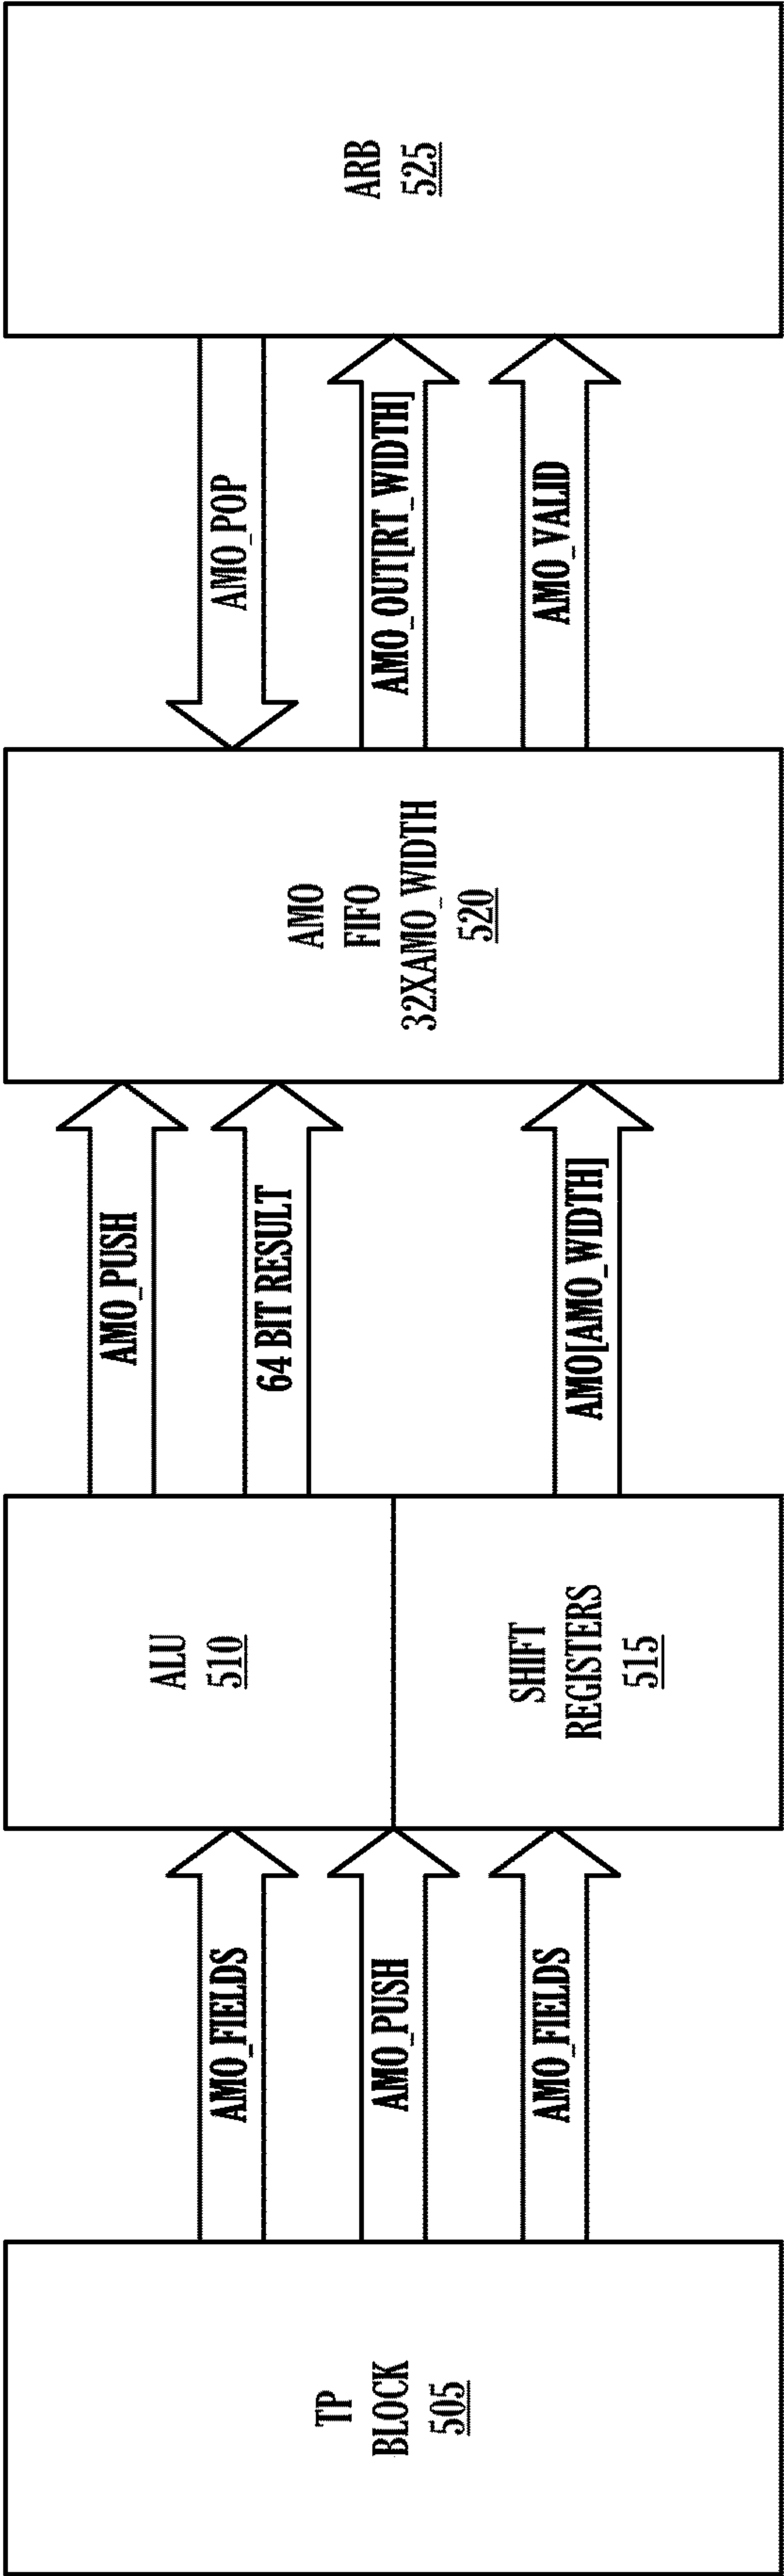 TP
BLOCK
505
AMO_FIELDS
AMO_PUSH
AMO_FIELDS
ALU
510
SHIFT
REGISTERS
515
AMO_PUSH
64 BIT RESULT
AMO[AMO_WIDTH]
AMO
FIFO
32XAMO_WIDTH
520
AMO_POP
AMO_OUT[RT_WIDTH]
AMO_VALID
ARB
525